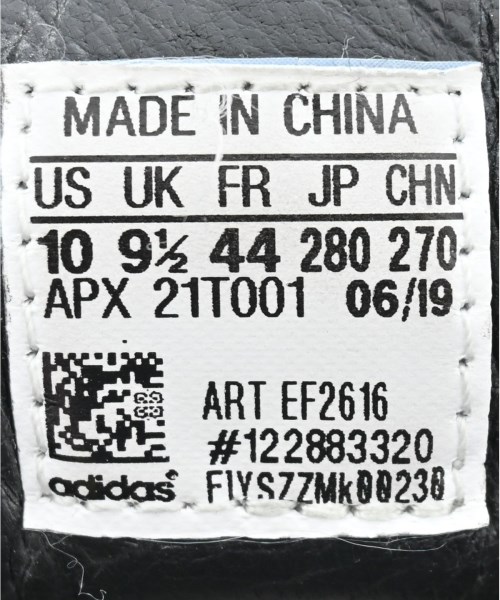 MADE IN CHINA
US UK FR JP CHN
10 9½ 44 280 270
APX 21T001 06/19
ART EF2616
#122883320
adidas